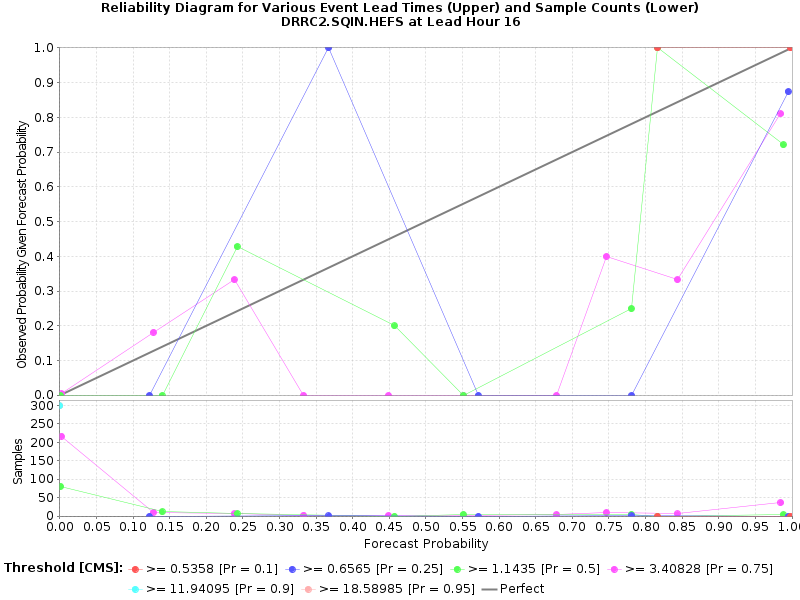 Reliability Diagram for Various Event Lead Times (Upper) and Sample Counts (Lower)
DRRC2.SQIN.HEFS at Lead Hour 16
Observed Probability Given Forecast Probability
1.0
0.9
0.8
0.7
0.6
0.5
0.4
0.3
0.2
0.1
0.0
Samples
300
250
200
150
100
50
0
0.00 0.05 0.10 0.15 0.20 0.25 0.30 0.35 0.40 0.45 0.50 0.55 0.60 0.65 0.70 0.75 0.80 0.85 0.90 0.95 1.00
Forecast Probability
Threshold [CMS]: >= 0.5358 [Pr = 0.1] >= 0.6565 [Pr = 0.25] >= 1.1435 [Pr = 0.5] >= 3.40828 [Pr = 0.75]
>= 11.94095 [Pr = 0.9] >= 18.58985 [Pr = 0.95] Perfect